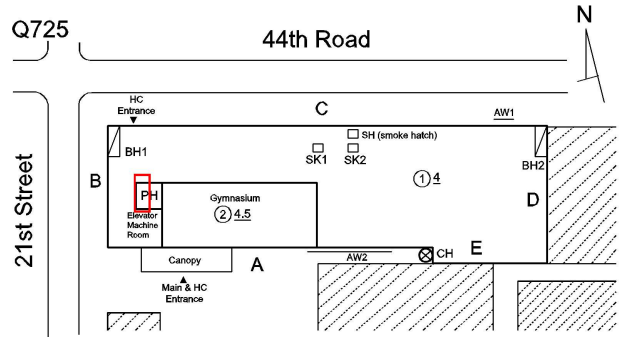 Q725
44th Road
N
21st Street
HC
Entrance
C
AW1
SH (smoke hatch)
BH1
SK1
SK2
BH2
B
1 4
D
PH
Gymnasium
2 4.5
Elevator
Machine
Room
Canopy
A
AW2
CH
E
Main & HC
Entrance